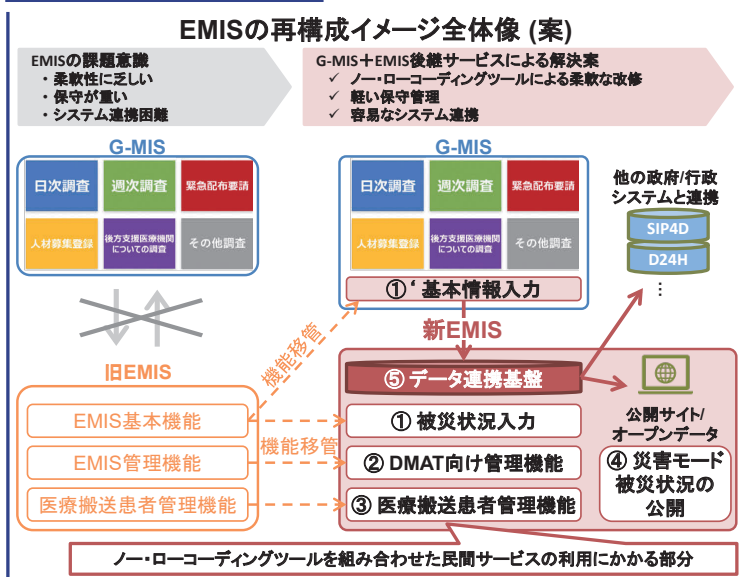 EMISの再構成イメージ全体像 (案)
EMISの課題意識
・柔軟性に乏しい
・保守が重い
・システム連携困難
G-MIS＋EMIS後継サービスによる解決案
✓ ノー・ローコーディングツールによる柔軟な改修
✓ 軽い保守管理
✓ 容易なシステム連携
G-MIS
日次調査
週次調査
緊急配布要請
人材募集登録
後方支援医療機関
についての調査
その他調査
G-MIS
日次調査
週次調査
緊急配布要請
人材募集登録
後方支援医療機関
についての調査
その他調査
①‘ 基本情報入力
他の政府/行政
システムと連携
SIP4D
D24H
⋮
機能移管
新EMIS
旧EMIS
EMIS基本機能
EMIS管理機能
医療搬送患者管理機能
機能移管
⑤ データ連携基盤
① 被災状況入力
② DMAT向け管理機能
③ 医療搬送患者管理機能
公開サイト/
オープンデータ
④ 災害モード
被災状況の
公開
ノー・ローコーディングツールを組み合わせた民間サービスの利用にかかる部分